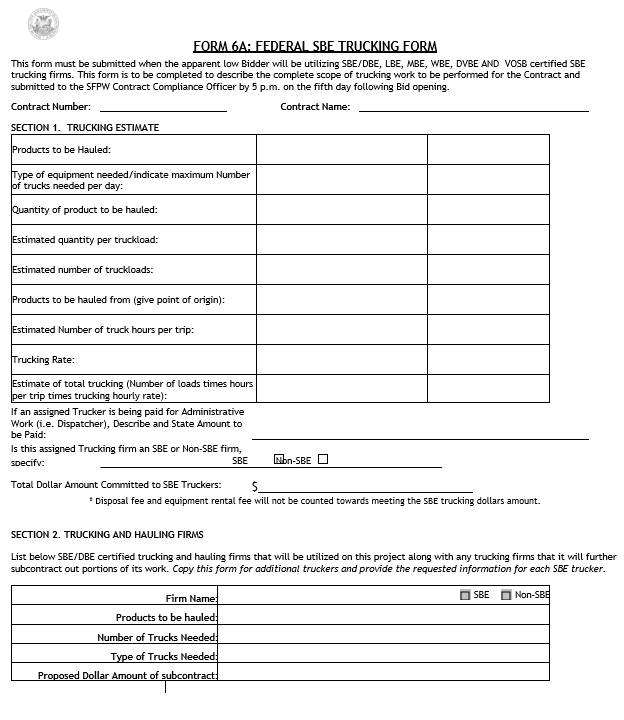 FORM 6A: FEDERAL SBE TRUCKING FORM
This form must be submitted when the apparent low Bidder will be utilizing SBE/DBE, LBE, MBE, WBE, DVBE AND VOSB certified SBE
trucking firms. This form is to be completed to describe the complete scope of trucking work to be performed for the Contract and
submitted to the SFPW Contract Compliance Officer by 5 p.m. on the fifth day following Bid opening.
Contract Number: Contract Name:
SECTION 1. TRUCKING ESTIMATE
Products to be Hauled:
Type of equipment needed/indicate maximum Number
of trucks needed per day:
Quantity of product to be hauled:
Estimated quantity per truckload:
Estimated number of truckloads:
Products to be hauled from (give point of origin):
Estimated Number of truck hours per trip:
Trucking Rate:
Estimate of total trucking (Number of loads times hours
per trip times trucking hourly rate):
If an assigned Trucker is being paid for Administrative
Work (i.e. Dispatcher), Describe and State Amount to
be Paid:
Is this assigned Trucking firm an SBE or Non-SBE firm,
specify: SBE Non-SBE
Total Dollar Amount Committed to SBE Truckers: $
* Disposal fee and equipment rental fee will not be counted towards meeting the SBE trucking dollars amount.
SECTION 2. TRUCKING AND HAULING FIRMS
List below SBE/DBE certified trucking and hauling firms that will be utilized on this project along with any trucking firms that it will further
subcontract out portions of its work. Copy this form for additional truckers and provide the requested information for each SBE trucker.
Firm Name: SBE Non-SBE
Products to be hauled:
Number of Trucks Needed:
Type of Trucks Needed:
Proposed Dollar Amount of subcontract: